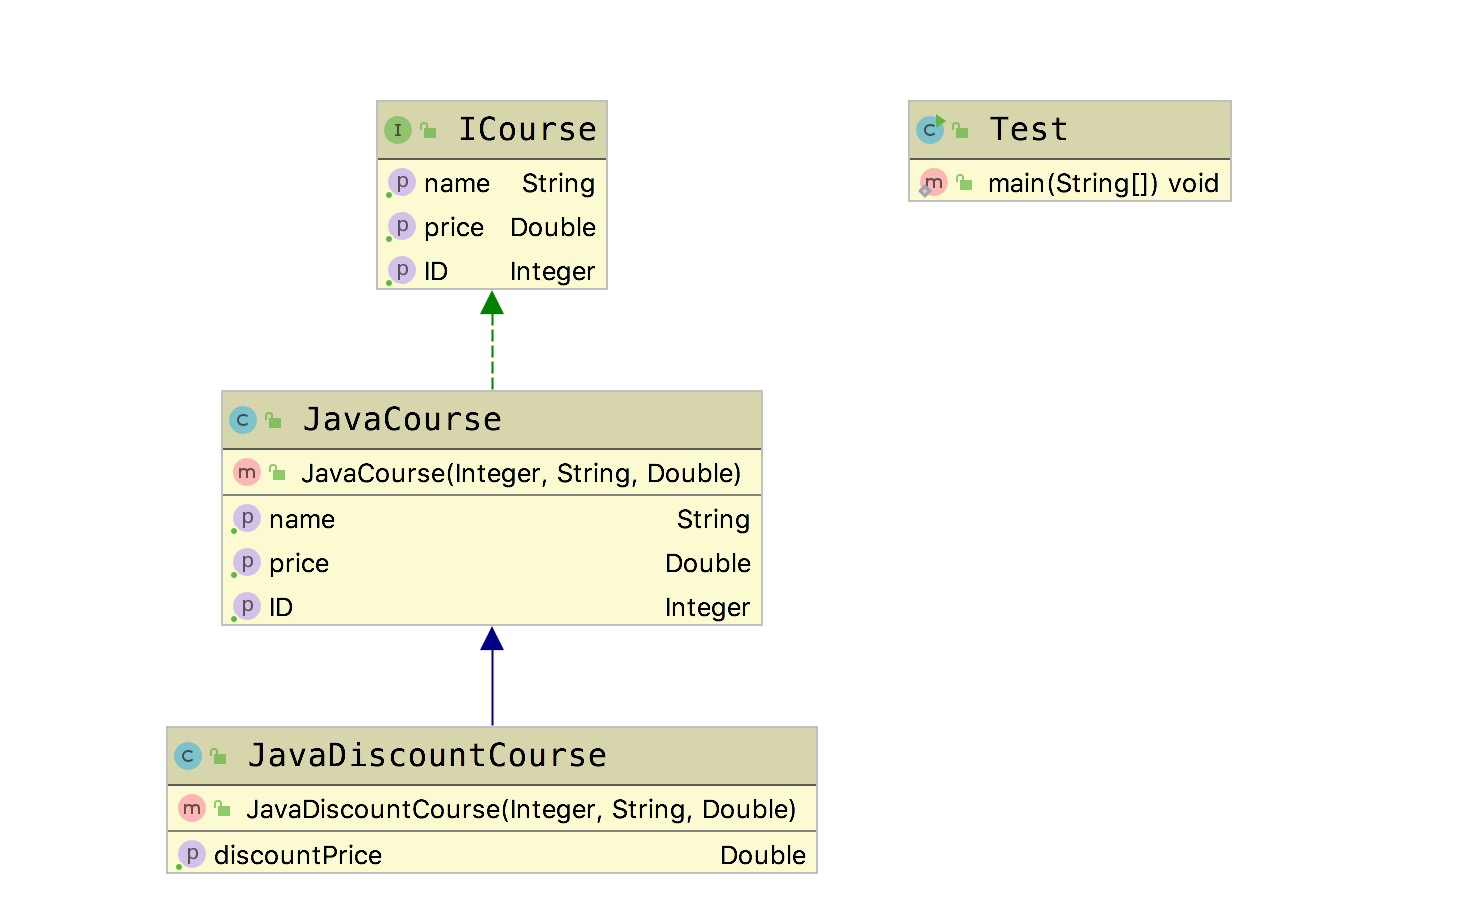 I ICourse
p name String
p price Double
p ID Integer
C Test
m main(String[]) void
C JavaCourse
m JavaCourse(Integer, String, Double)
p name String
p price Double
p ID Integer
C JavaDiscountCourse
m JavaDiscountCourse(Integer, String, Double)
p discountPrice Double